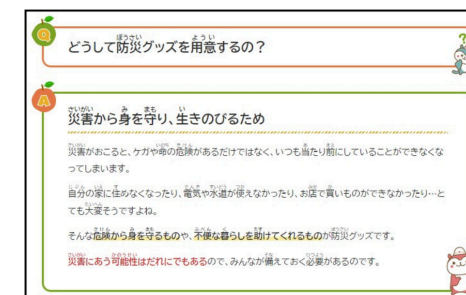 Q
どうして防災グッズを用意するの？
A
災害から身を守り、生きのびるため
災害がおこると、ケガや命の危険があるだけではなく、いつも当たり前にしていることができなくな
ってしまいます。
自分の家に住めなくなったり、電気や水道が使えなかったり、お店で買いものができなかったり…と
ても大変そうですよね。
そんな危険から身を守るものや、不便な暮らしを助けてくれるものが防災グッズです。
災害にあう可能性はだれにでもあるので、みんなが備えておく必要があるのです。